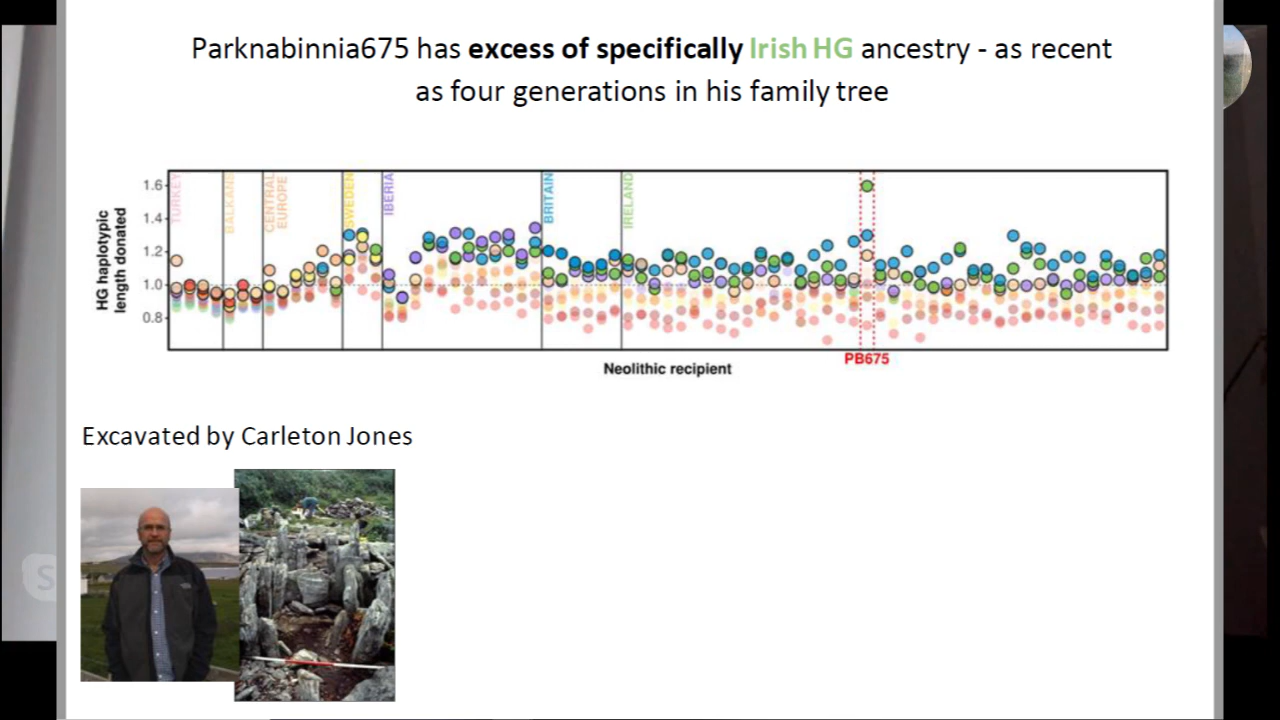 Parknabinnia675 has excess of specifically Irish HG ancestry - as recent
as four generations in his family tree
HG haplotypic
length donated
1.6
1.4
1.2
1.0
0.8
TURKEY
BALKANS
CENTRAL
EUROPE
SWEDEN
IBERIA
BRITAIN
IRELAND
PB675
Neolithic recipient
Excavated by Carleton Jones
S